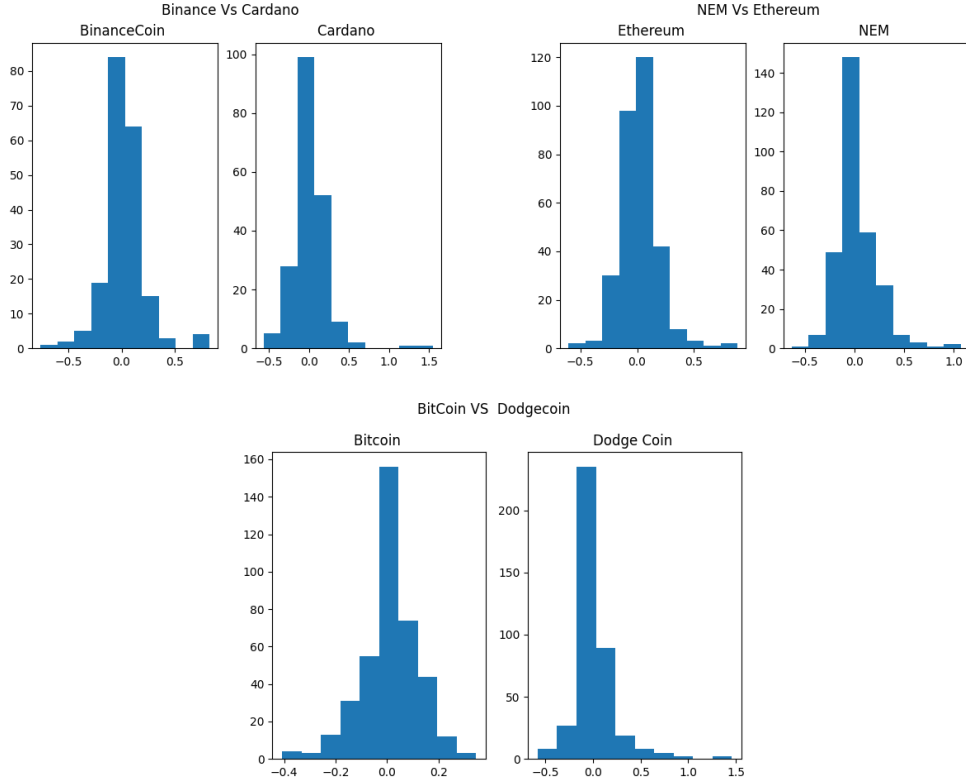 Binance Vs Cardano
BinanceCoin
Cardano
80
70
60
50
40
30
20
10
0
−0.5 0.0 0.5
100
80
60
40
20
0
−0.5 0.0 0.5 1.0 1.5
NEM Vs Ethereum
Ethereum
NEM
120
100
80
60
40
20
0
−0.5 0.0 0.5
140
120
100
80
60
40
20
0
−0.5 0.0 0.5 1.0
BitCoin VS Dodgecoin
Bitcoin
Dodge Coin
160
140
120
100
80
60
40
20
0
−0.4 −0.2 0.0 0.2
200
150
100
50
0
−0.5 0.0 0.5 1.0 1.5